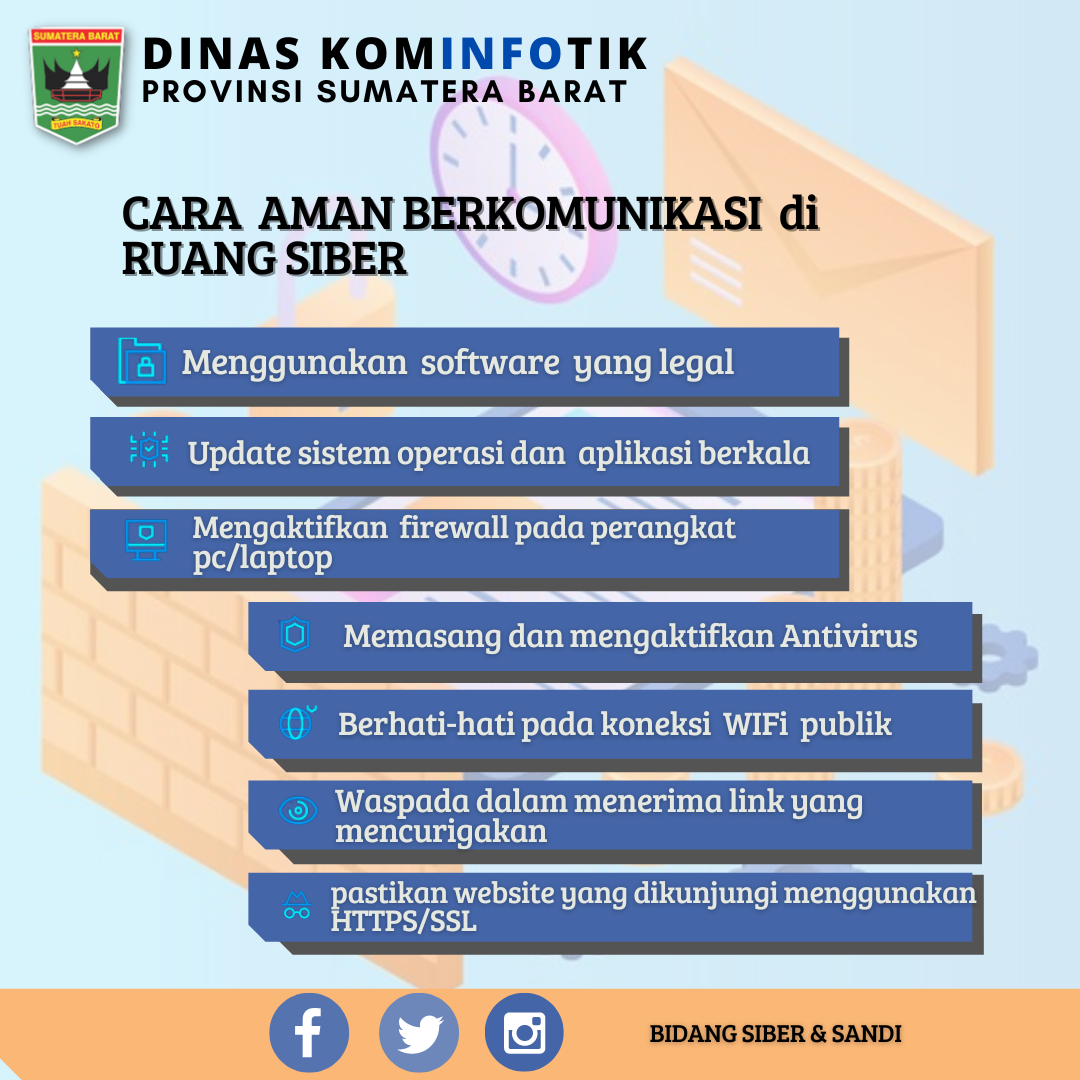 SUMATERA BARAT
TUAH SAKATO
DINAS KOMINFOTIK
PROVINSI SUMATERA BARAT
CARA AMAN BERKOMUNIKASI di
RUANG SIBER
Menggunakan software yang legal
Update sistem operasi dan aplikasi berkala
Mengaktifkan firewall pada perangkat
pc/laptop
Memasang dan mengaktifkan Antivirus
Berhati-hati pada koneksi WIFi publik
Waspada dalam menerima link yang
mencurigakan
pastikan website yang dikunjungi menggunakan
HTTPS/SSL
BIDANG SIBER & SANDI